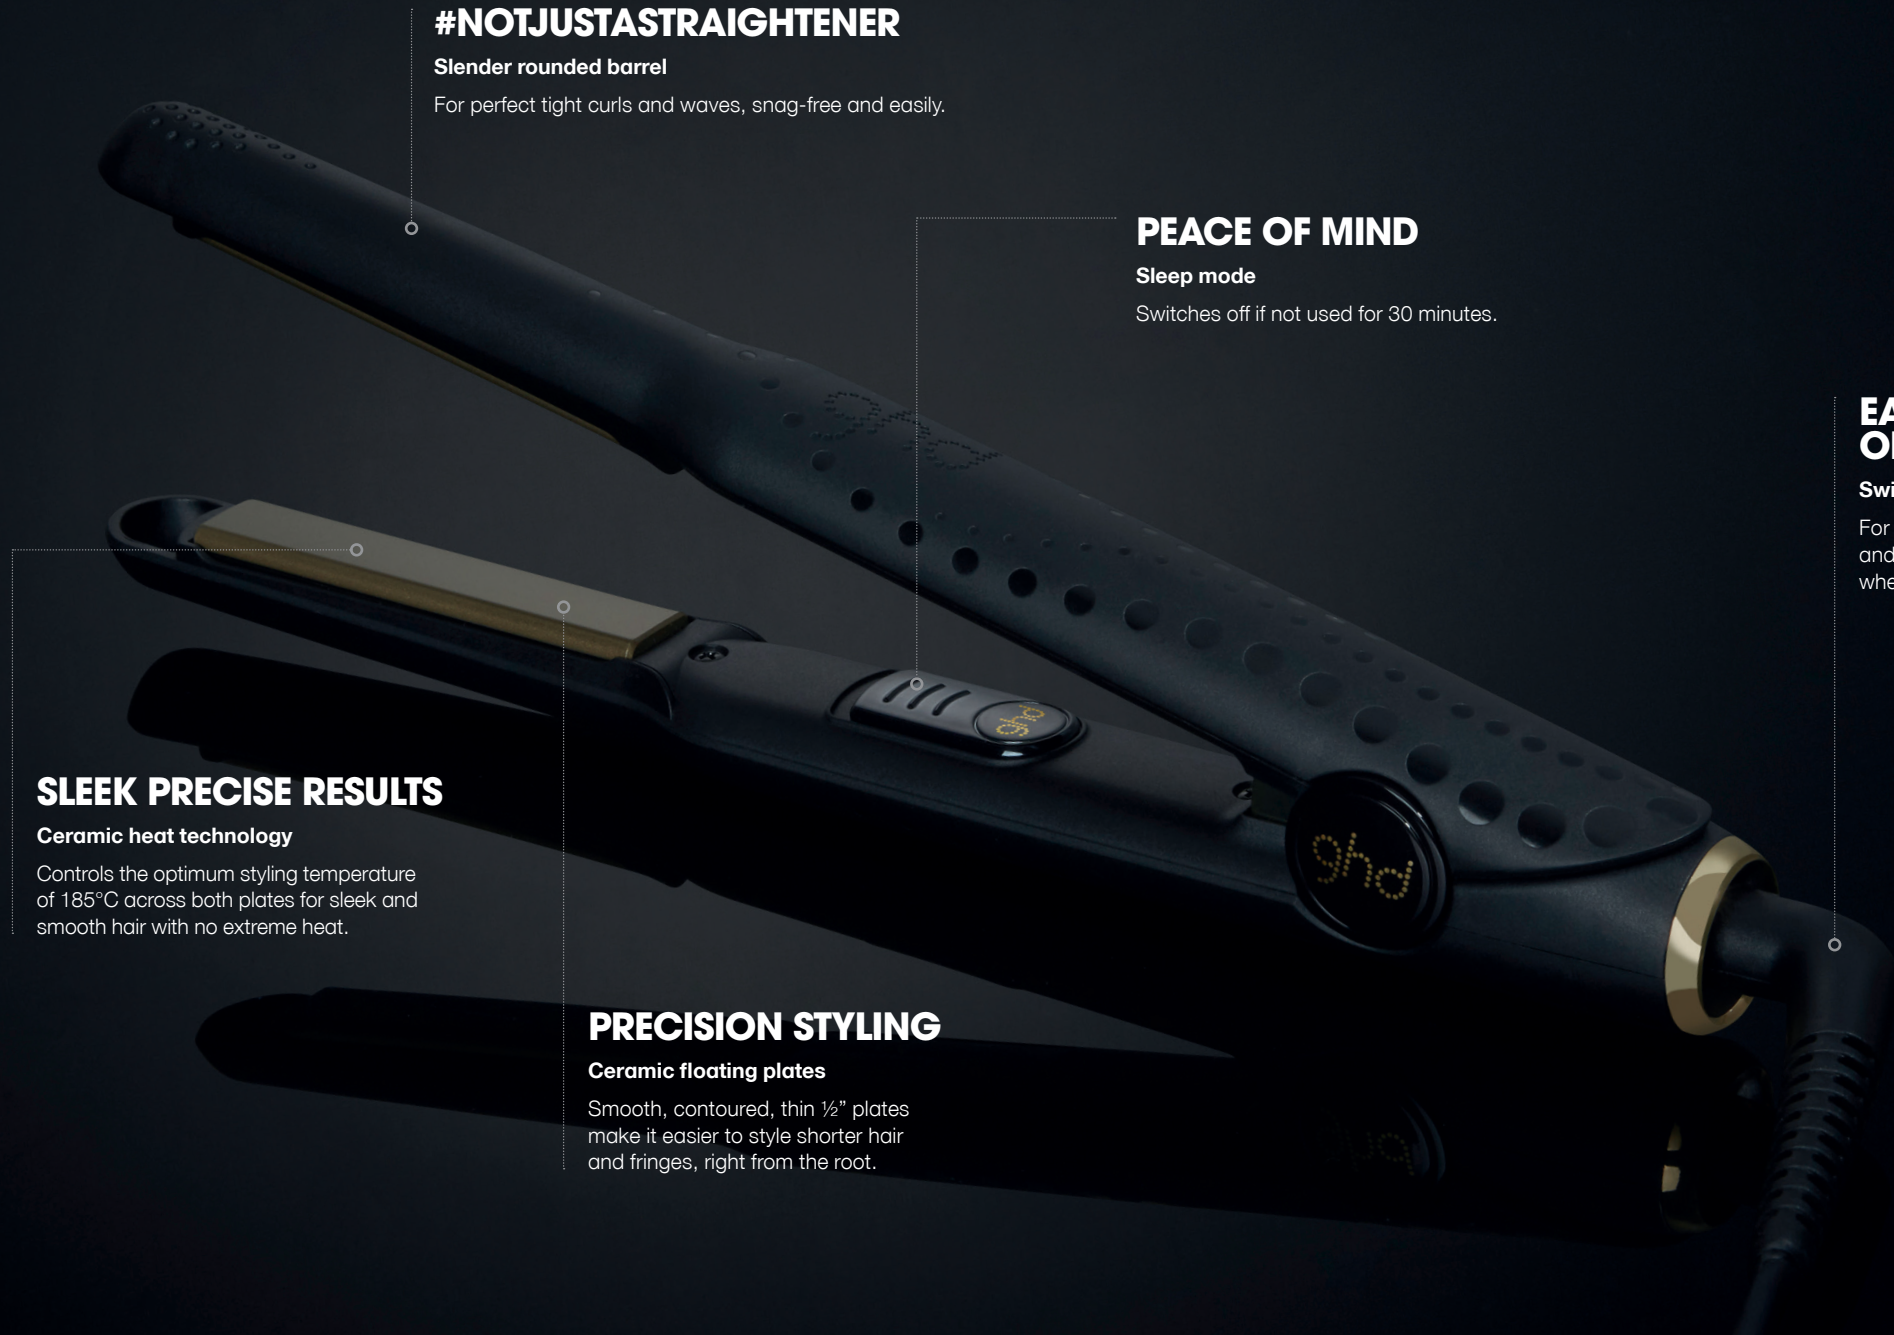 #NOTJUSTASTRAIGHTENER
Slender rounded barrel
For perfect tight curls and waves, snag-free and easily.
PEACE OF MIND
Sleep mode
Switches off if not used for 30 minutes.
For
and
ghd
ghd
SLEEK PRECISE RESULTS
Ceramic heat technology
Controls the optimum styling temperature
of 185°C across both plates for sleek and
smooth hair with no extreme heat.
PRECISION STYLING
Ceramic floating plates
Smooth, contoured, thin ½” plates
make it easier to style shorter hair
and fringes, right from the root.